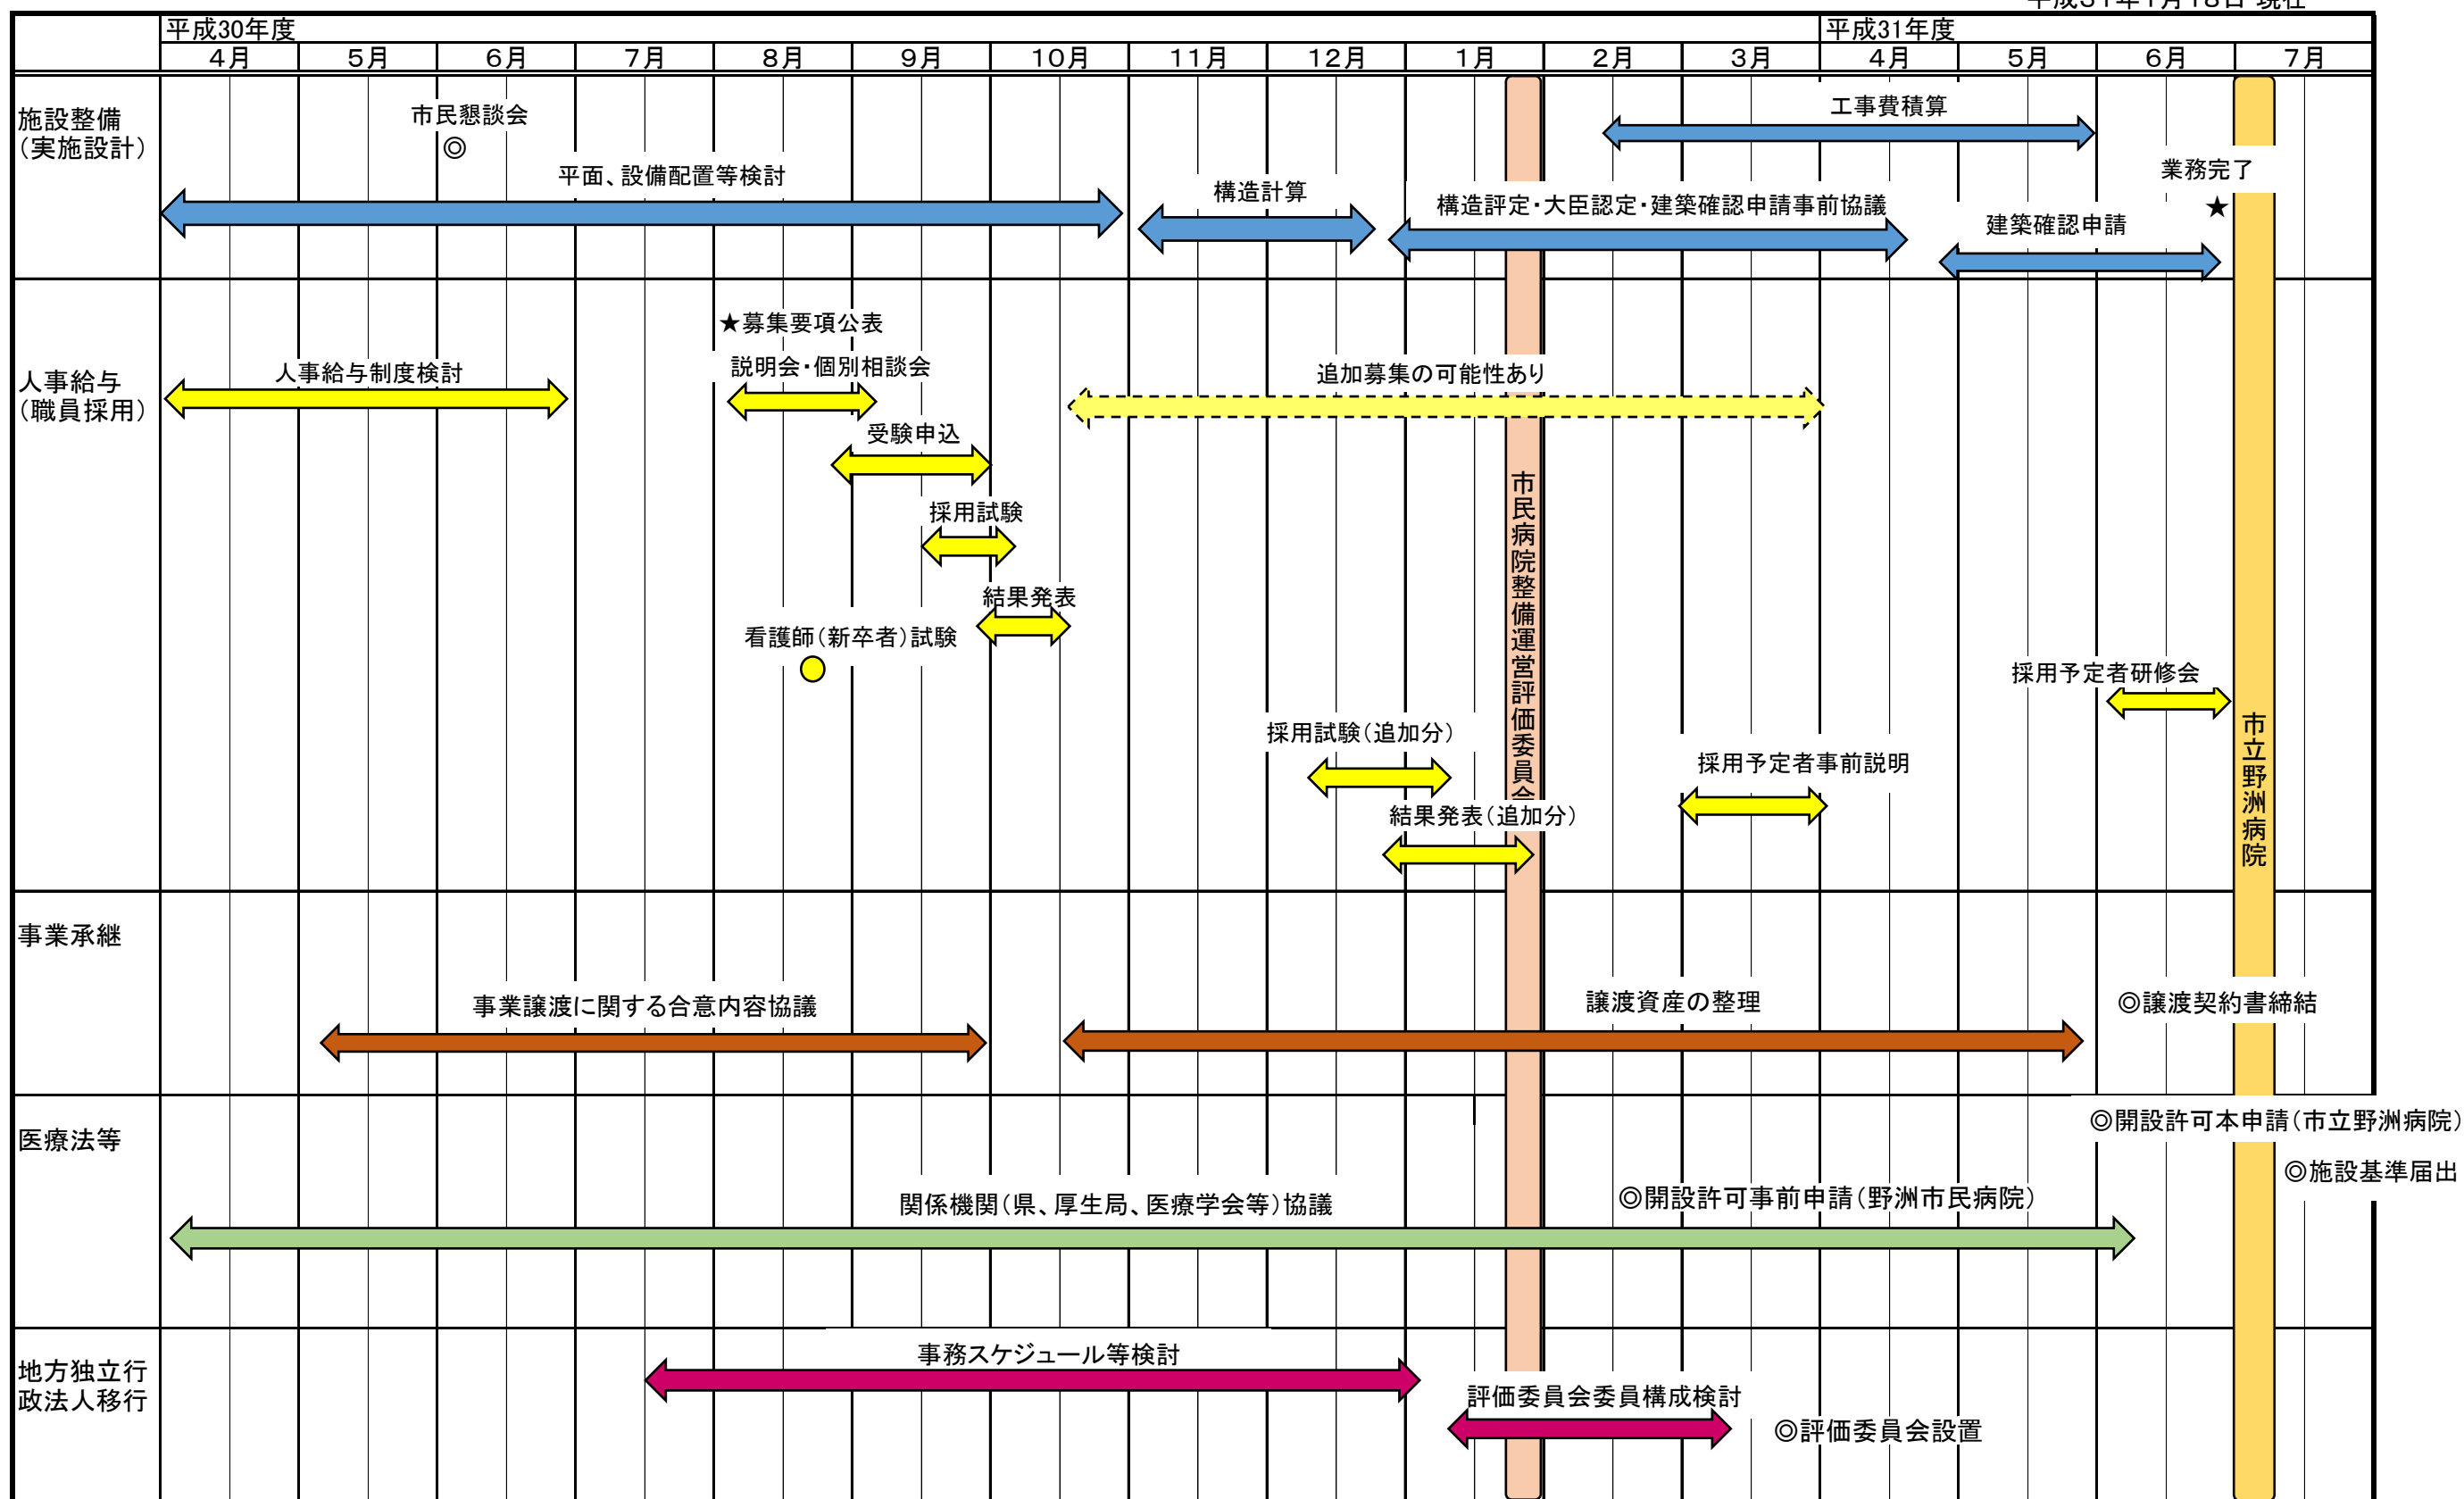 平成31年1月18日 現在
平成30年度
平成31年度
4月 5月 6月 7月 8月 9月 10月 11月 12月 1月 2月 3月 4月 5月 6月 7月
施設整備
（実施設計）
市民懇談会
◎
平面、設備配置等検討
構造計算
構造評定・大臣認定・建築確認申請事前協議
工事費積算
建築確認申請
業務完了
★
人事給与
（職員採用）
人事給与制度検討
★募集要項公表
説明会・個別相談会
受験申込
採用試験
結果発表
看護師（新卒者）試験
追加募集の可能性あり
採用試験（追加分）
結果発表（追加分）
採用予定者事前説明
採用予定者研修会
市民病院整備運営評価委員会
市立野洲病院
事業承継
事業譲渡に関する合意内容協議
譲渡資産の整理
◎譲渡契約書締結
医療法等
◎開設許可本申請（市立野洲病院）
◎施設基準届出
関係機関（県、厚生局、医療学会等）協議
◎開設許可事前申請（野洲市民病院）
地方独立行
政法人移行
事務スケジュール等検討
評価委員会委員構成検討
◎評価委員会設置